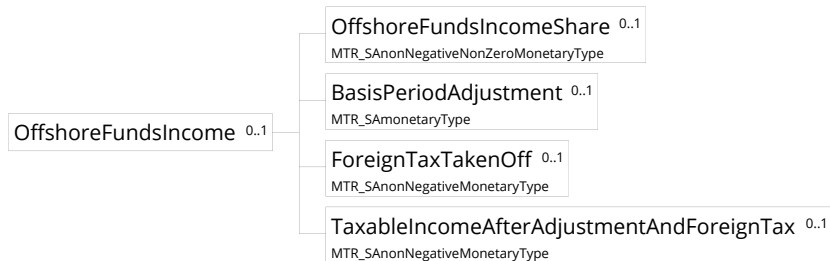 OffshoreFundsIncomeShare 0..1
MTR_SAnonNegativeNonZeroMonetaryType
BasisPeriodAdjustment 0..1
MTR_SAmonetaryType
OffshoreFundsIncome 0..1
ForeignTaxTakenOff 0..1
MTR_SAnonNegativeMonetaryType
TaxableIncomeAfterAdjustmentAndForeignTax 0..1
MTR_SAnonNegativeMonetaryType